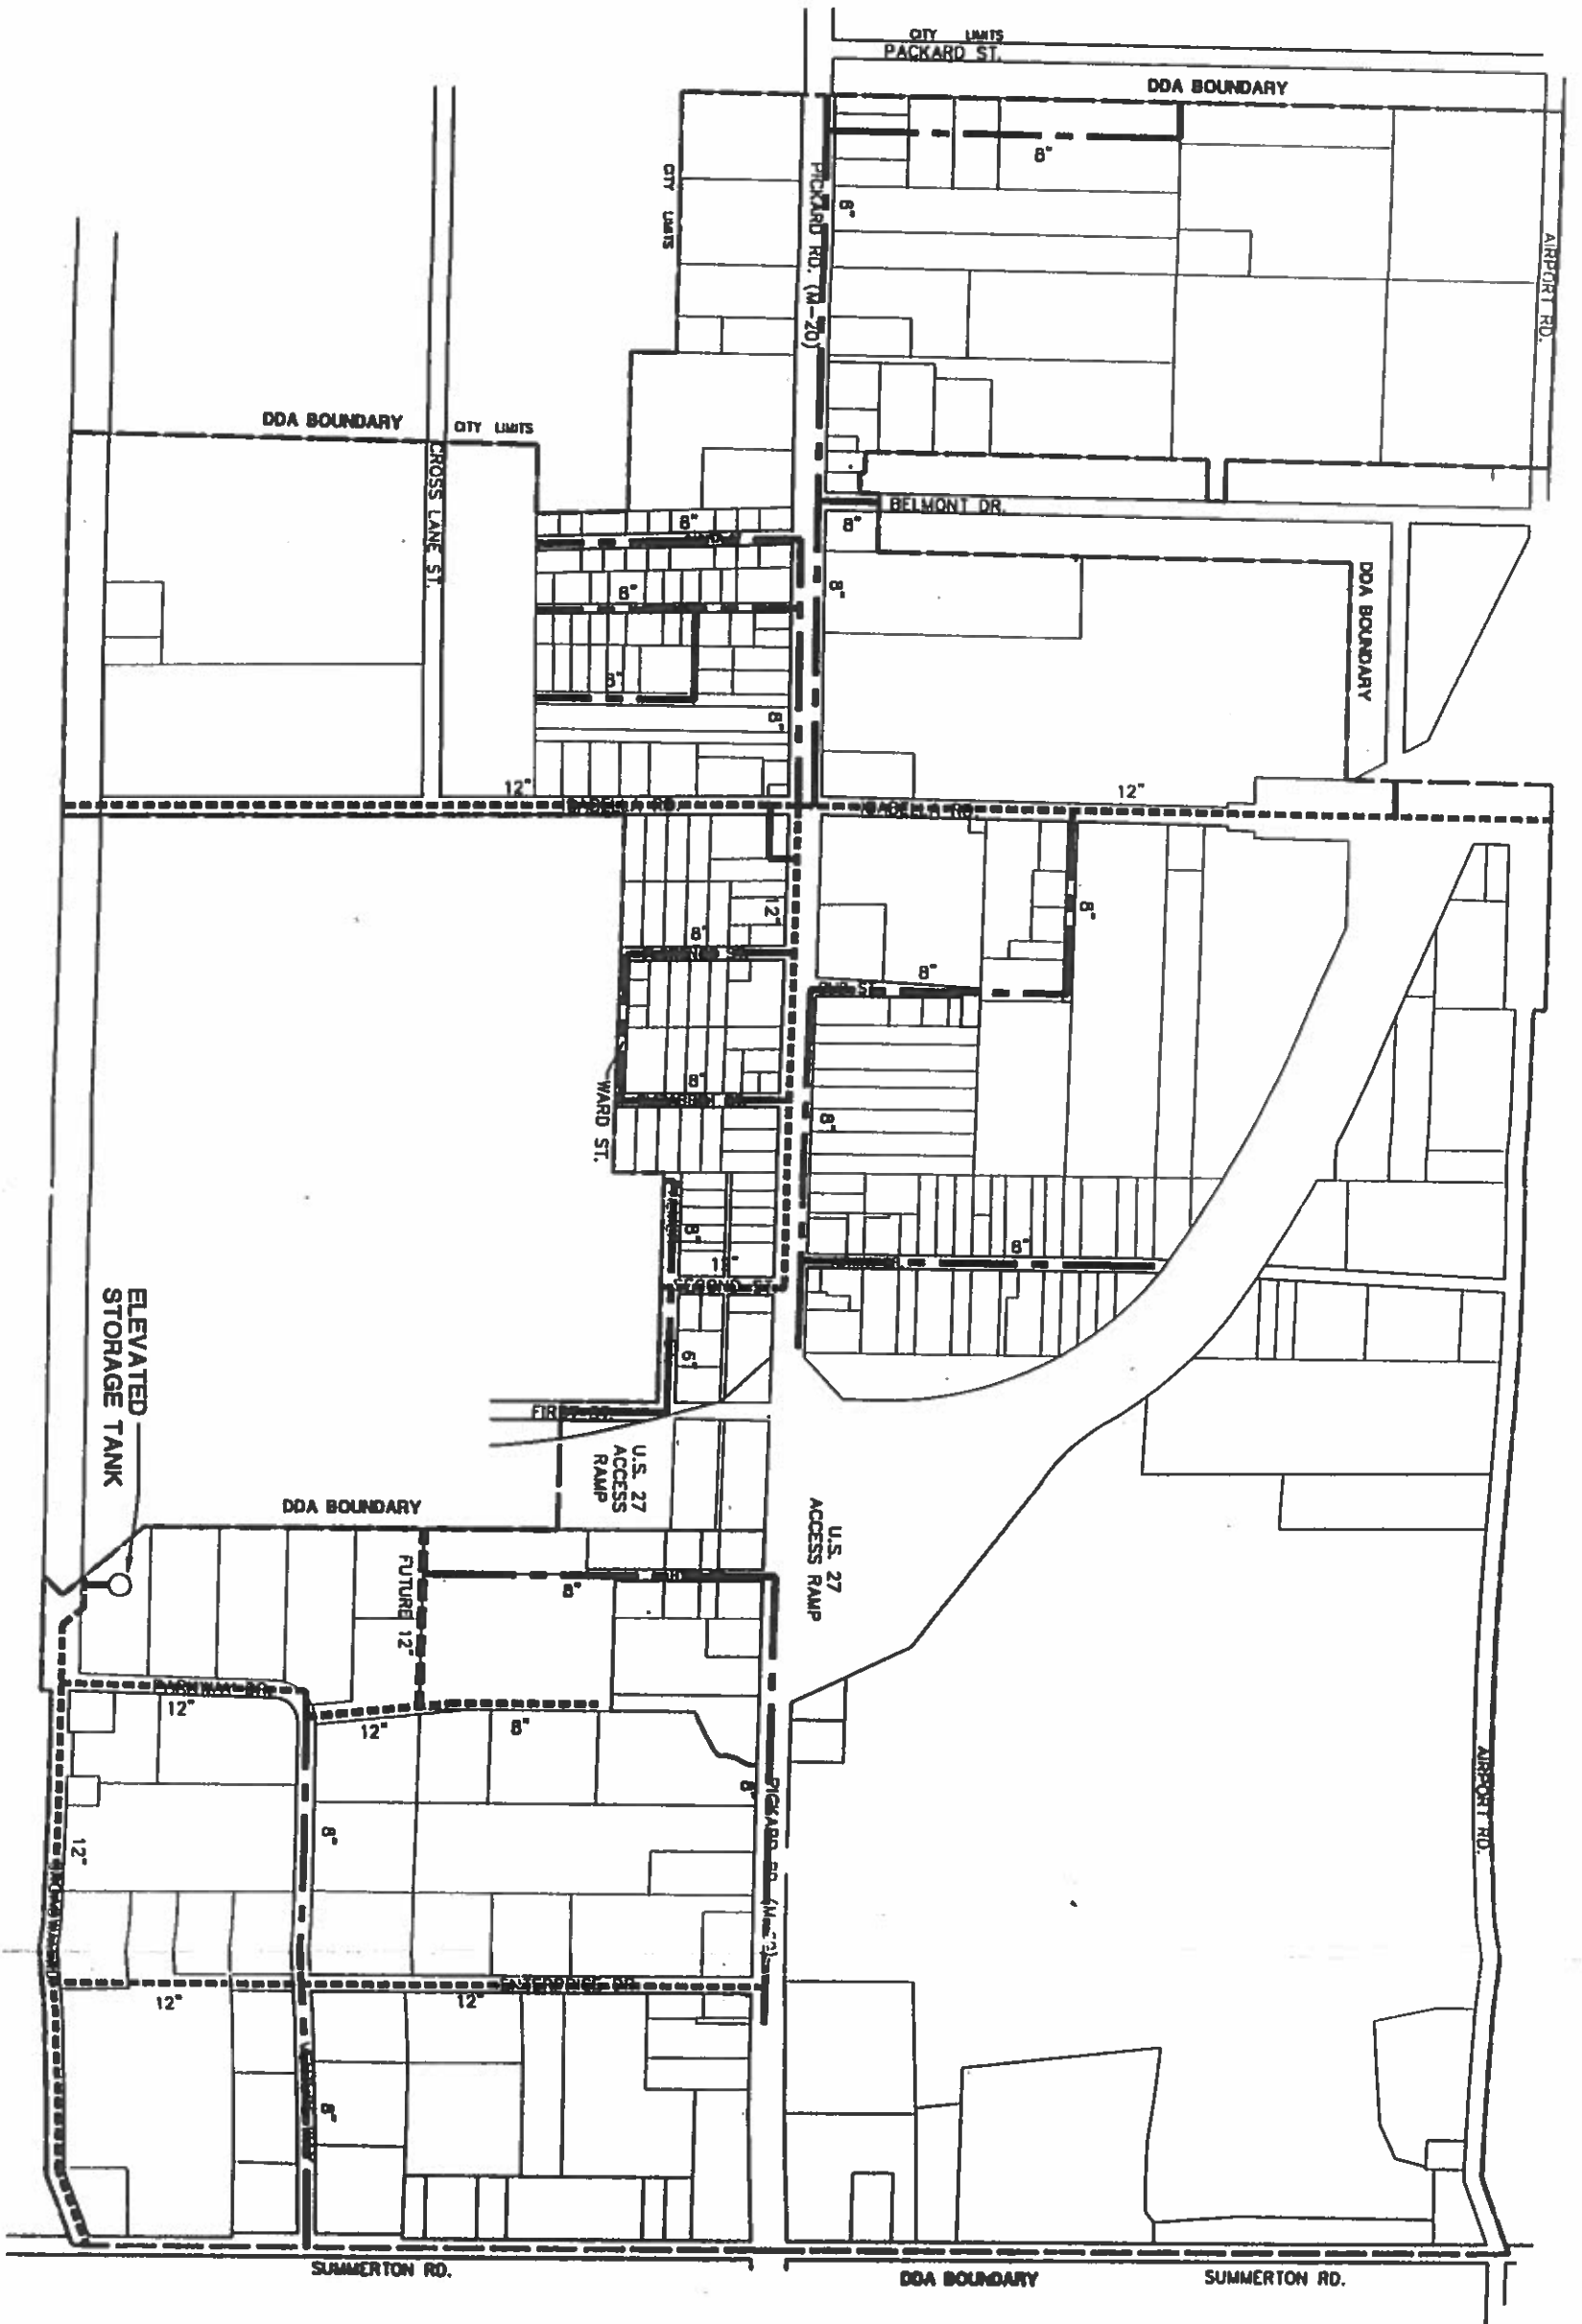 CITY LIMITS
PACKARD ST.
DDA BOUNDARY
8"
CITY LIMITS
PICKARD RD. (M-20)
AIRPORT RD.
DDA BOUNDARY
CITY LIMITS
CROSS LANE ST.
BELMONT DR.
8"
8"
8"
8"
8"
8"
DDA BOUNDARY
12"
12"
12"
8"
8"
8"
8"
8"
WARD ST.
8"
8"
6"
ELEVATED
STORAGE TANK
U.S. 27
ACCESS
RAMP
U.S. 27
ACCESS RAMP
DDA BOUNDARY
FUTURE 12"
8"
12"
12"
8"
8"
AIRPORT RD.
8"
12"
12"
12"
ENTERPRISE DR.
8"
SUMMERTON RD.
DDA BOUNDARY
SUMMERTON RD.